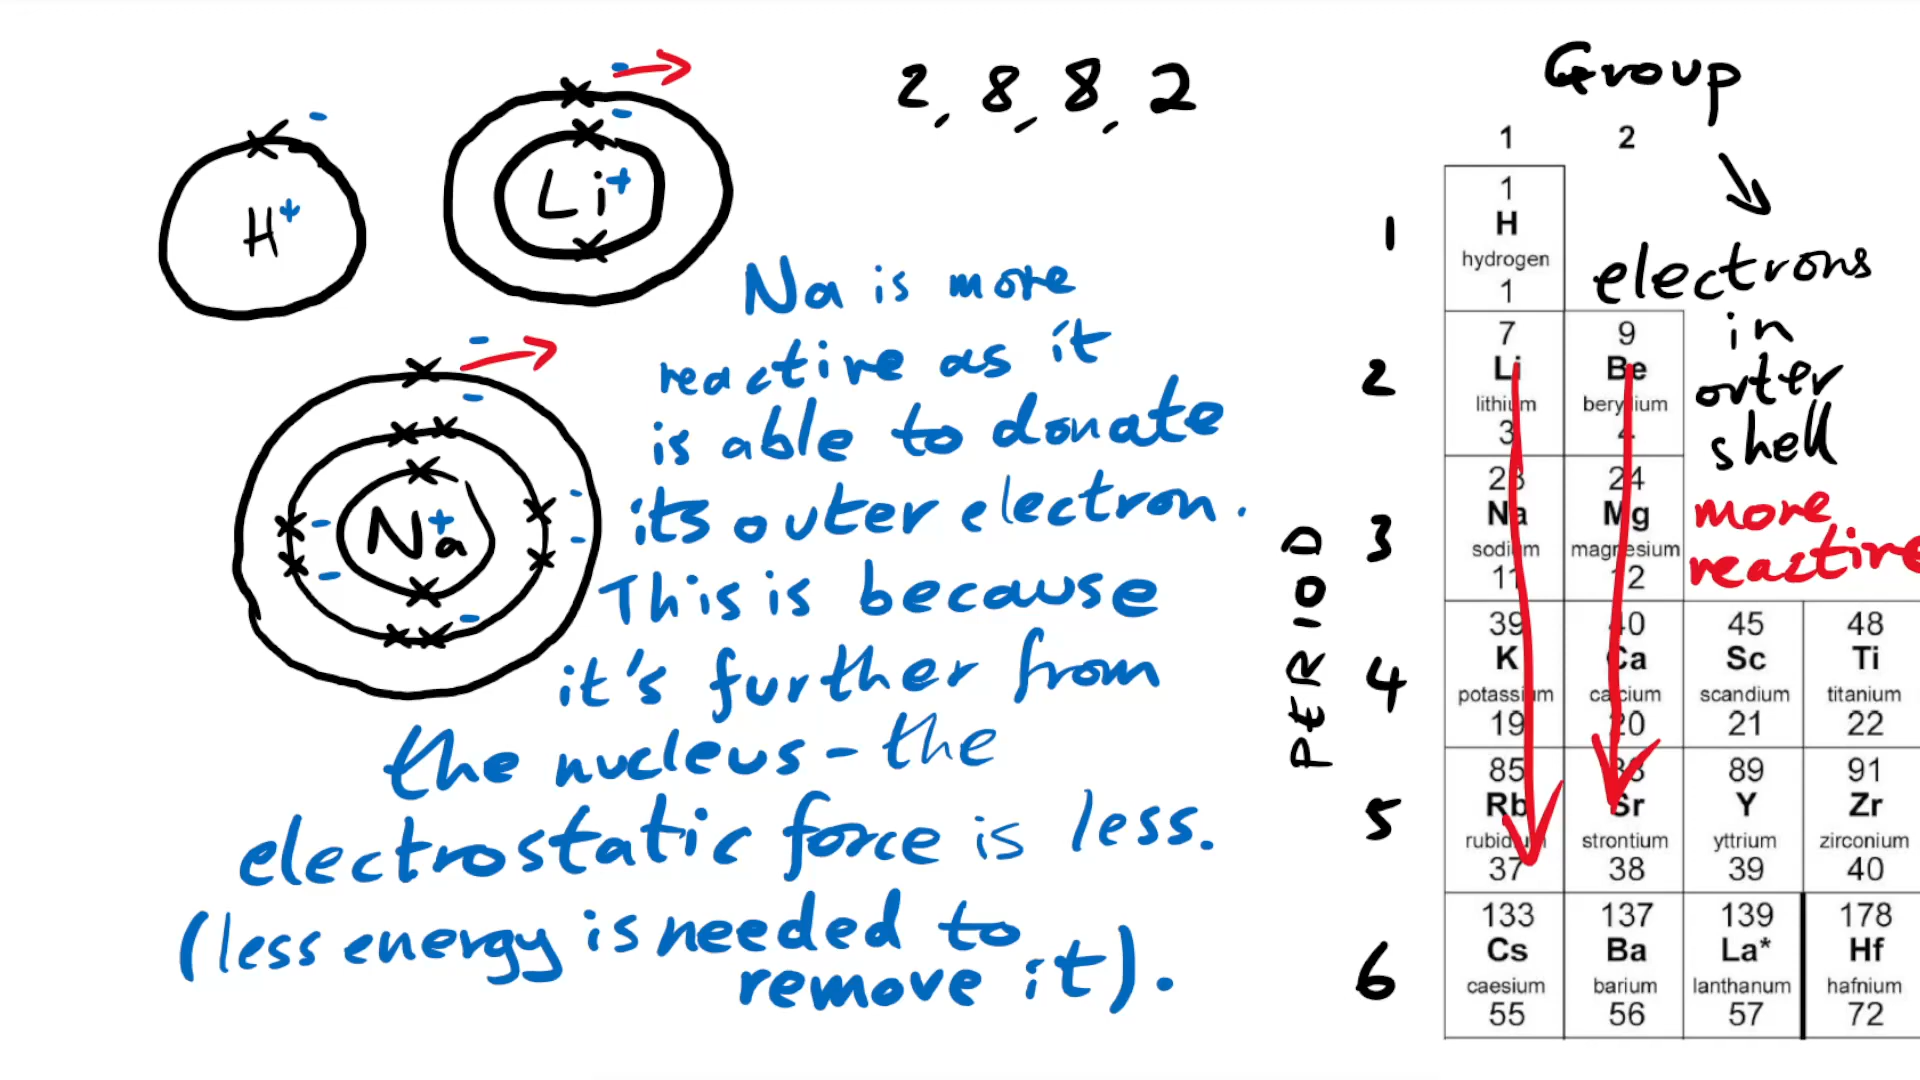 H+
Li+
2, 8, 8, 2
Na+
Na is more
reactive as it
is able to donate
its outer electron.
This is because
it's further from
the nucleus - the
electrostatic force is less.
(less energy is needed to
remove it).
Group
electrons
in
outer
shell
more
reactive
PERIOD
1 2
1
1
H
hydrogen
1
2
7 9
Li Be
lithium beryllium
3 4
3
23 24
Na Mg
sodium magnesium
11 12
4
39 40 45 48
K Ca Sc Ti
potassium calcium scandium titanium
19 20 21 22
5
85 88 89 91
Rb Sr Y Zr
rubidium strontium yttrium zirconium
37 38 39 40
6
133 137 139 178
Cs Ba La* Hf
caesium barium lanthanum hafnium
55 56 57 72